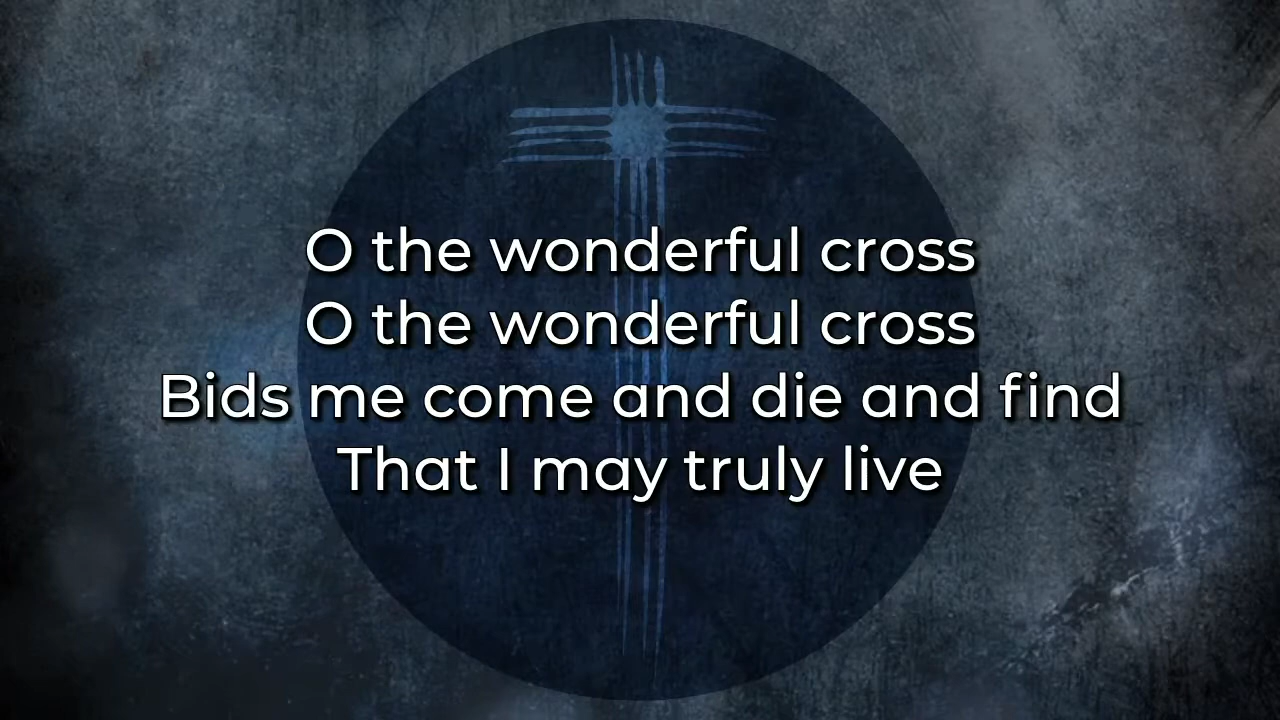 O the wonderful cross
O the wonderful cross
Bids me come and die and find
That I may truly live